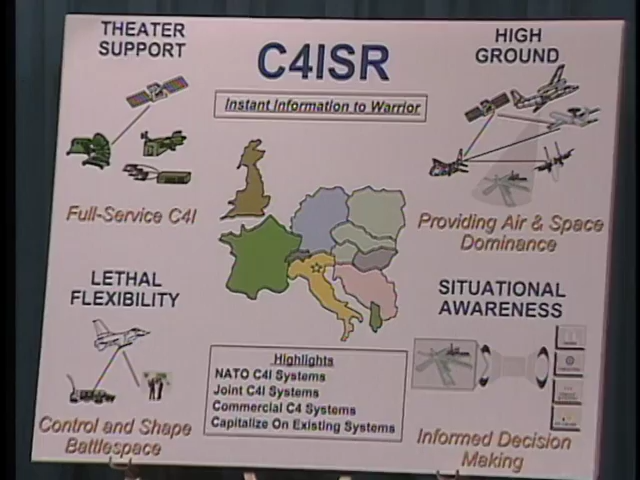 THEATER
SUPPORT
C4ISR
HIGH
GROUND
Instant Information to Warrior
Full-Service C4I
Providing Air & Space
Dominance
LETHAL
FLEXIBILITY
SITUATIONAL
AWARENESS
Highlights
NATO C4I Systems
Joint C4I Systems
Commercial C4 Systems
Capitalize On Existing Systems
Control and Shape
Battlespace
Informed Decision
Making